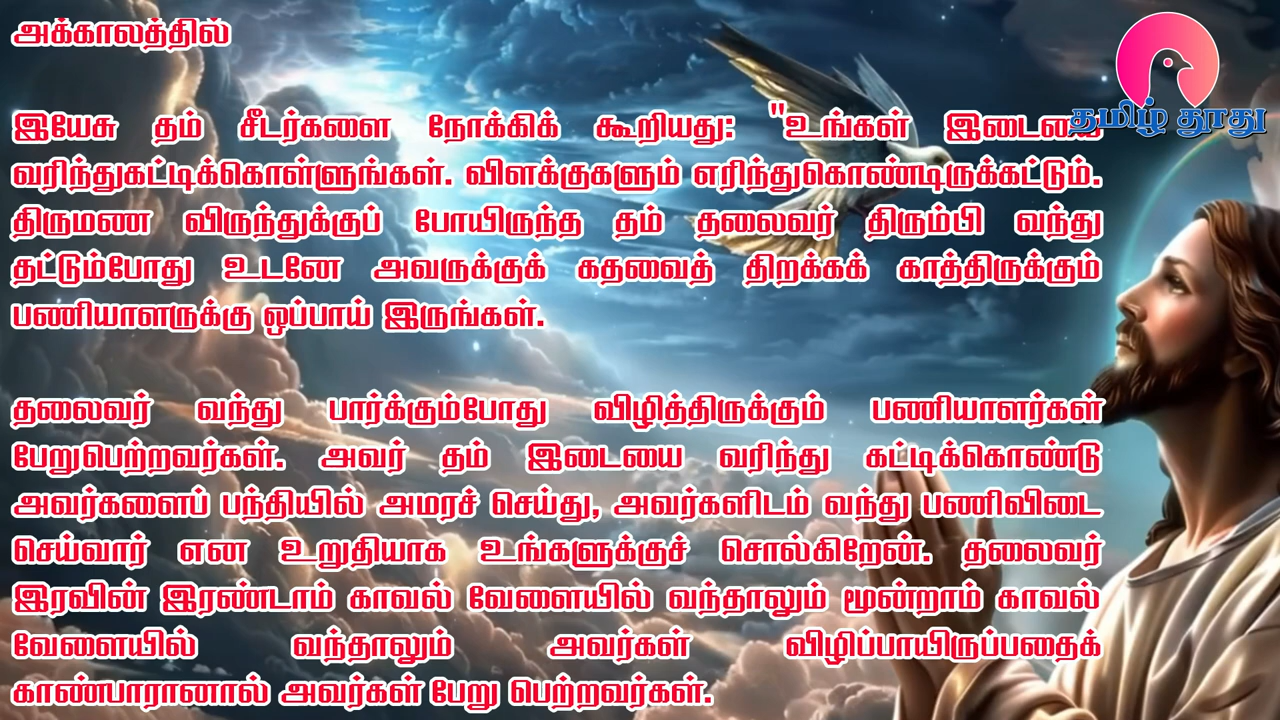 அக்காலத்தில்
தமிழ் தூது
இயேசு தம் சீடர்களை நோக்கிக் கூறியது: "உங்கள்
வரிந்துகட்டிக்கொள்ளுங்கள். விளக்குகளும் எரிந்துகொண்டிருக்கட்டும்.
திருமண விருந்துக்குப் போயிருந்த தம் தலைவர் திரும்பி வந்து
தட்டும்போது உடனே அவருக்குக் கதவைத் திறக்கக் காத்திருக்கும்
பணியாளருக்கு ஒப்பாய் இருங்கள்.
தலைவர் வந்து பார்க்கும்போது விழித்திருக்கும் பணியாளர்கள்
பேறுபெற்றவர்கள். அவர் தம் இடையை வரிந்து கட்டிக்கொண்டு
அவர்களைப் பந்தியில் அமரச் செய்து, அவர்களிடம் வந்து பணிவிடை
செய்வார் என உறுதியாக உங்களுக்குச் சொல்கிறேன். தலைவர்
இரவின் இரண்டாம் காவல் வேளையில் வந்தாலும் மூன்றாம் காவல்
வேளையில் வந்தாலும் அவர்கள் விழிப்பாயிருப்பதைக்
காண்பாரானால் அவர்கள் பேறு பெற்றவர்கள்.